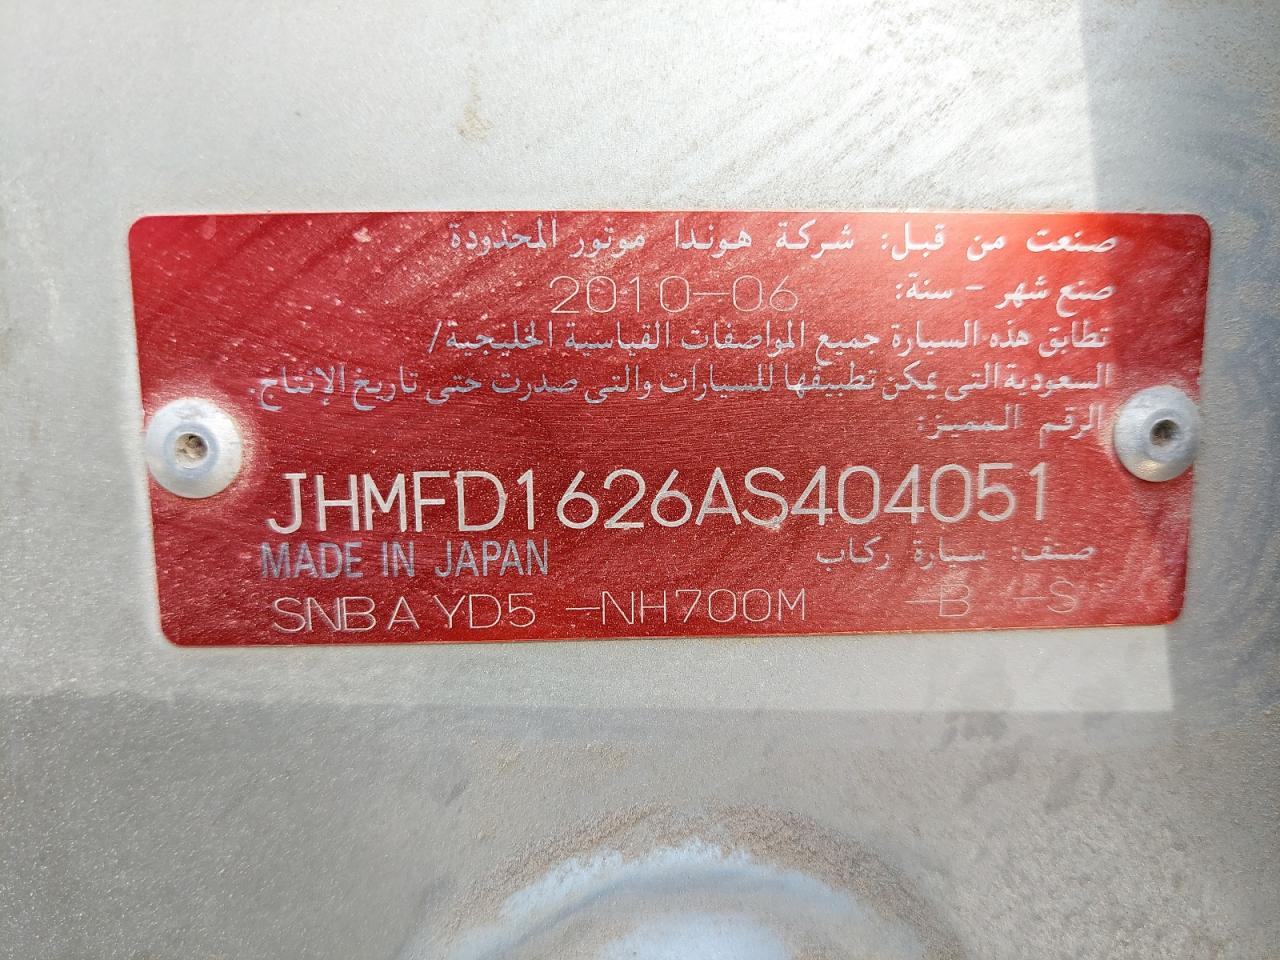 صنعت من قبل: شركة هوندا موتور المحدودة
صنع شهر - سنة: 2010-06
تطابق هذه السيارة جميع المواصفات القياسية الخليجية/
السعودية التي يمكن تطبيقها للسيارات والتي صدرت حتى تاريخ الإنتاج.
الرقم المميز:
JHMFD1626AS404051
MADE IN JAPAN صنف: سيارة ركاب
SNBA YD5 -NH700M -B -S